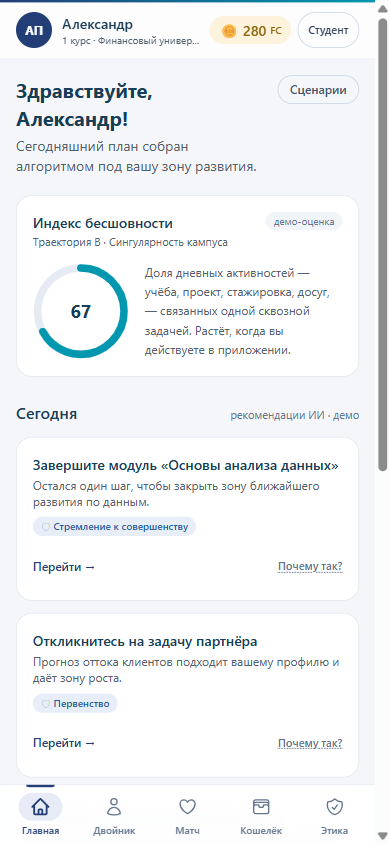 АП
Александр
1 курс · Финансовый универ...
280 FC
Студент
Здравствуйте,
Александр!
Сценарии
Сегодняшний план собран
алгоритмом под вашу зону развития.
Индекс бесшовности
демо-оценка
Траектория B · Сингулярность кампуса
67
Доля дневных активностей —
учёба, проект, стажировка, досуг,
— связанных одной сквозной
задачей. Растёт, когда вы
действуете в приложении.
Сегодня
рекомендации ИИ · демо
Завершите модуль «Основы анализа данных»
Остался один шаг, чтобы закрыть зону ближайшего
развития по данным.
Стремление к совершенству
Перейти →
Почему так?
Откликнитесь на задачу партнёра
Прогноз оттока клиентов подходит вашему профилю и
даёт зону роста.
Первенство
Перейти →
Почему так?
Главная
Двойник
Матч
Кошелёк
Этика